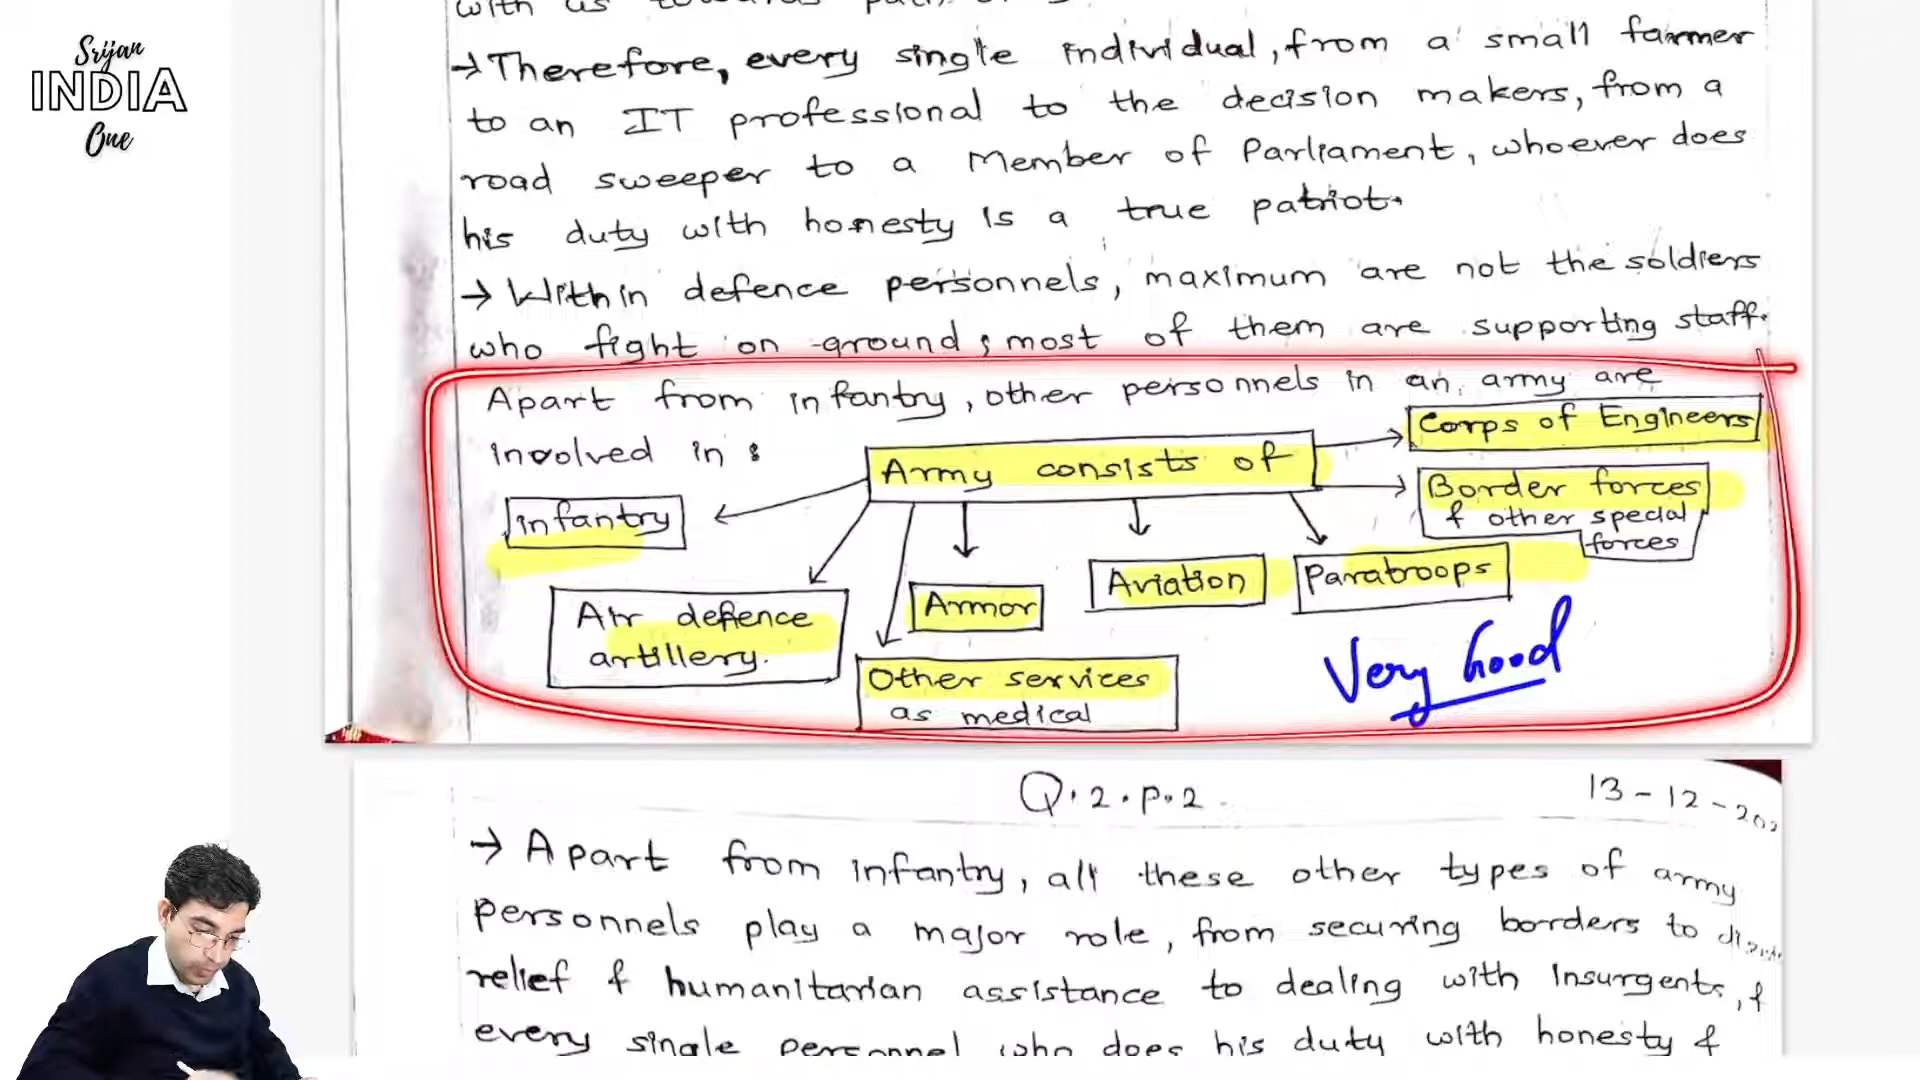 Srijan
INDIA
One
with us towards
→ Therefore, every single individual, from a small farmer
to an IT professional to the decision makers, from a
road sweeper to a Member of Parliament, whoever does
his duty with honesty is a true patriot.
→ Within defence personnels, maximum are not the soldiers
who fight on ground; most of them are supporting staff.
Apart from infantry, other personnels in an army are
involved in :
Army consists of
Corps of Engineers
Border forces
& other special
forces
infantry
Air defence
artillery.
Armor
Aviation
Paratroops
Other services
as medical
Very Good
Q.2.P.2
13-12-202
→ Apart from infantry, all these other types of army
personnels play a major role, from securing borders to
relief & humanitarian assistance to dealing with insurgents, &
every single personnel who does his duty with honesty &